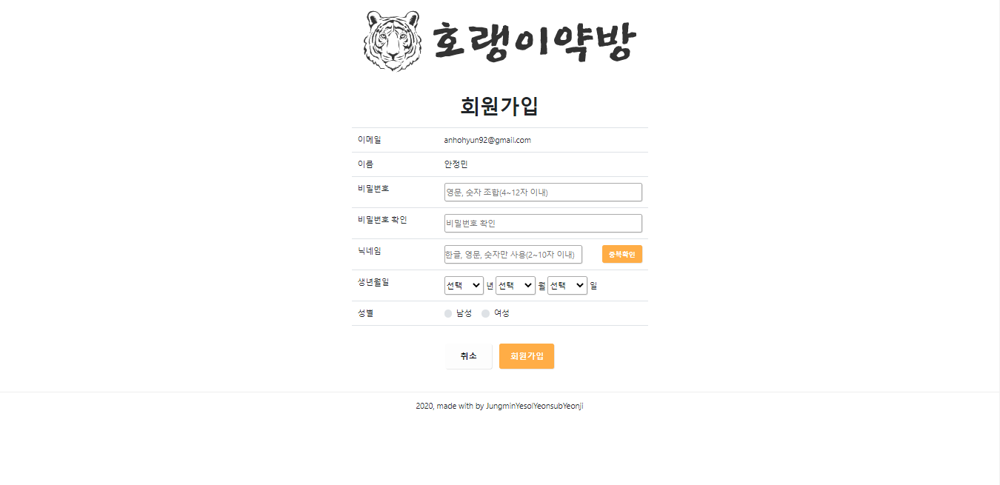 호랭이약방
회원가입
이메일 anhohyun92@gmail.com
이름 안정민
비밀번호 영문, 숫자 조합(4~12자 이내)
비밀번호 확인 비밀번호 확인
닉네임 한글, 영문, 숫자만 사용(2~10자 이내) 중복확인
생년월일 선택 년 선택 월 선택 일
성별 남성 여성
취소 회원가입
2020, made with by JungminYesolYeonsubYeonji